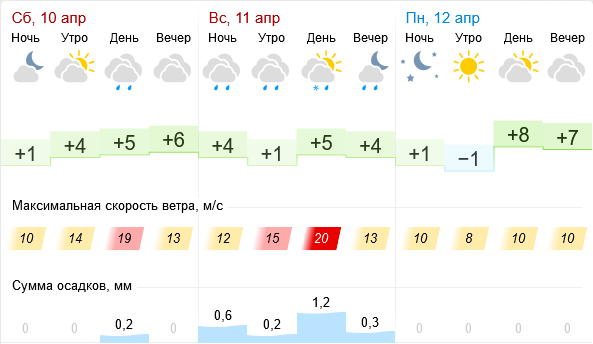 Сб, 10 апр Вс, 11 апр Пн, 12 апр
Ночь Утро День Вечер Ночь Утро День Вечер Ночь Утро День Вечер
+1 +4 +5 +6 +4 +1 +5 +4 +1 −1 +8 +7
Максимальная скорость ветра, м/с
10 14 19 13 12 15 20 13 10 8 10 10
Сумма осадков, мм
0 0 0,2 0 0,6 0,2 1,2 0,3 0 0 0 0